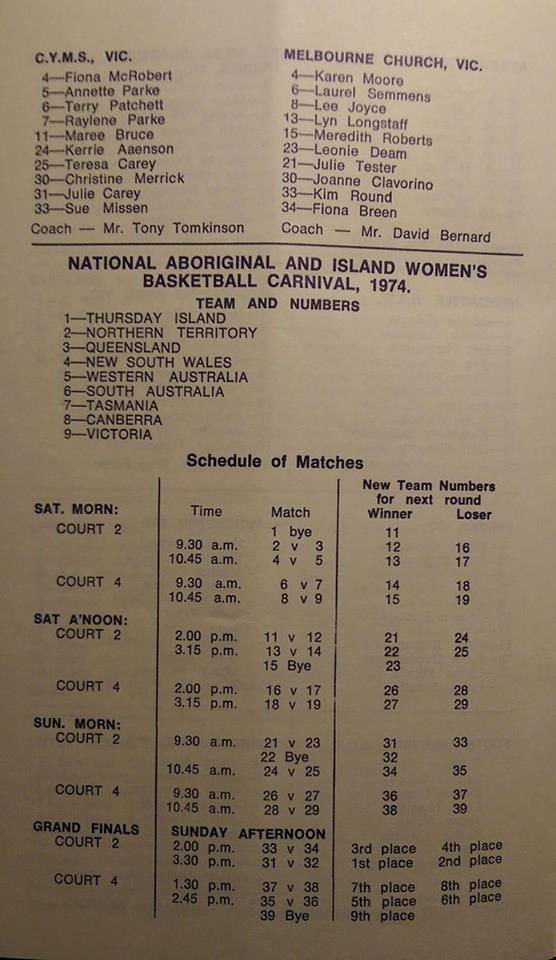 C.Y.M.S., VIC.
4—Fiona McRobert
5—Annette Parke
6—Terry Patchett
7—Raylene Parke
11—Maree Bruce
24—Kerrie Aaenson
25—Teresa Carey
30—Christine Merrick
31—Julie Carey
33—Sue Missen
Coach — Mr. Tony Tomkinson
MELBOURNE CHURCH, VIC.
4—Karen Moore
6—Laurel Semmens
8—Lee Joyce
13—Lyn Longstaff
15—Meredith Roberts
23—Leonie Deam
21—Julie Tester
30—Joanne Clavorino
33—Kim Round
34—Fiona Breen
Coach — Mr. David Bernard
NATIONAL ABORIGINAL AND ISLAND WOMEN'S
BASKETBALL CARNIVAL, 1974.
TEAM AND NUMBERS
1—THURSDAY ISLAND
2—NORTHERN TERRITORY
3—QUEENSLAND
4—NEW SOUTH WALES
5—WESTERN AUSTRALIA
6—SOUTH AUSTRALIA
7—TASMANIA
8—CANBERRA
9—VICTORIA
Schedule of Matches
New Team Numbers
for next round
SAT. MORN: Time Match Winner Loser
COURT 2 1 bye 11
9.30 a.m. 2 v 3 12 16
10.45 a.m. 4 v 5 13 17
COURT 4 9.30 a.m. 6 v 7 14 18
10.45 a.m. 8 v 9 15 19
SAT A'NOON:
COURT 2 2.00 p.m. 11 v 12 21 24
3.15 p.m. 13 v 14 22 25
15 Bye 23
COURT 4 2.00 p.m. 16 v 17 26 28
3.15 p.m. 18 v 19 27 29
SUN. MORN:
COURT 2 9.30 a.m. 21 v 23 31 33
22 Bye 32
10.45 a.m. 24 v 25 34 35
COURT 4 9.30 a.m. 26 v 27 36 37
10.45 a.m. 28 v 29 38 39
GRAND FINALS SUNDAY AFTERNOON
COURT 2 2.00 p.m. 33 v 34 3rd place 4th place
3.30 p.m. 31 v 32 1st place 2nd place
COURT 4 1.30 p.m. 37 v 38 7th place 8th place
2.45 p.m. 35 v 36 5th place 6th place
39 Bye 9th place